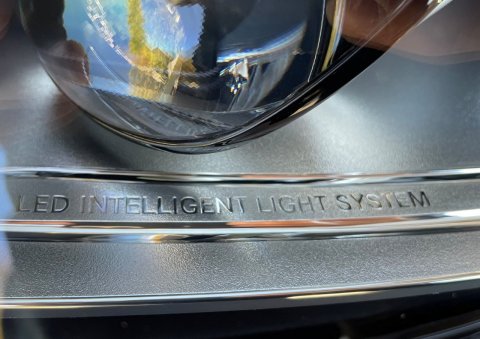 LED INTELLIGENT LIGHT SYSTEM